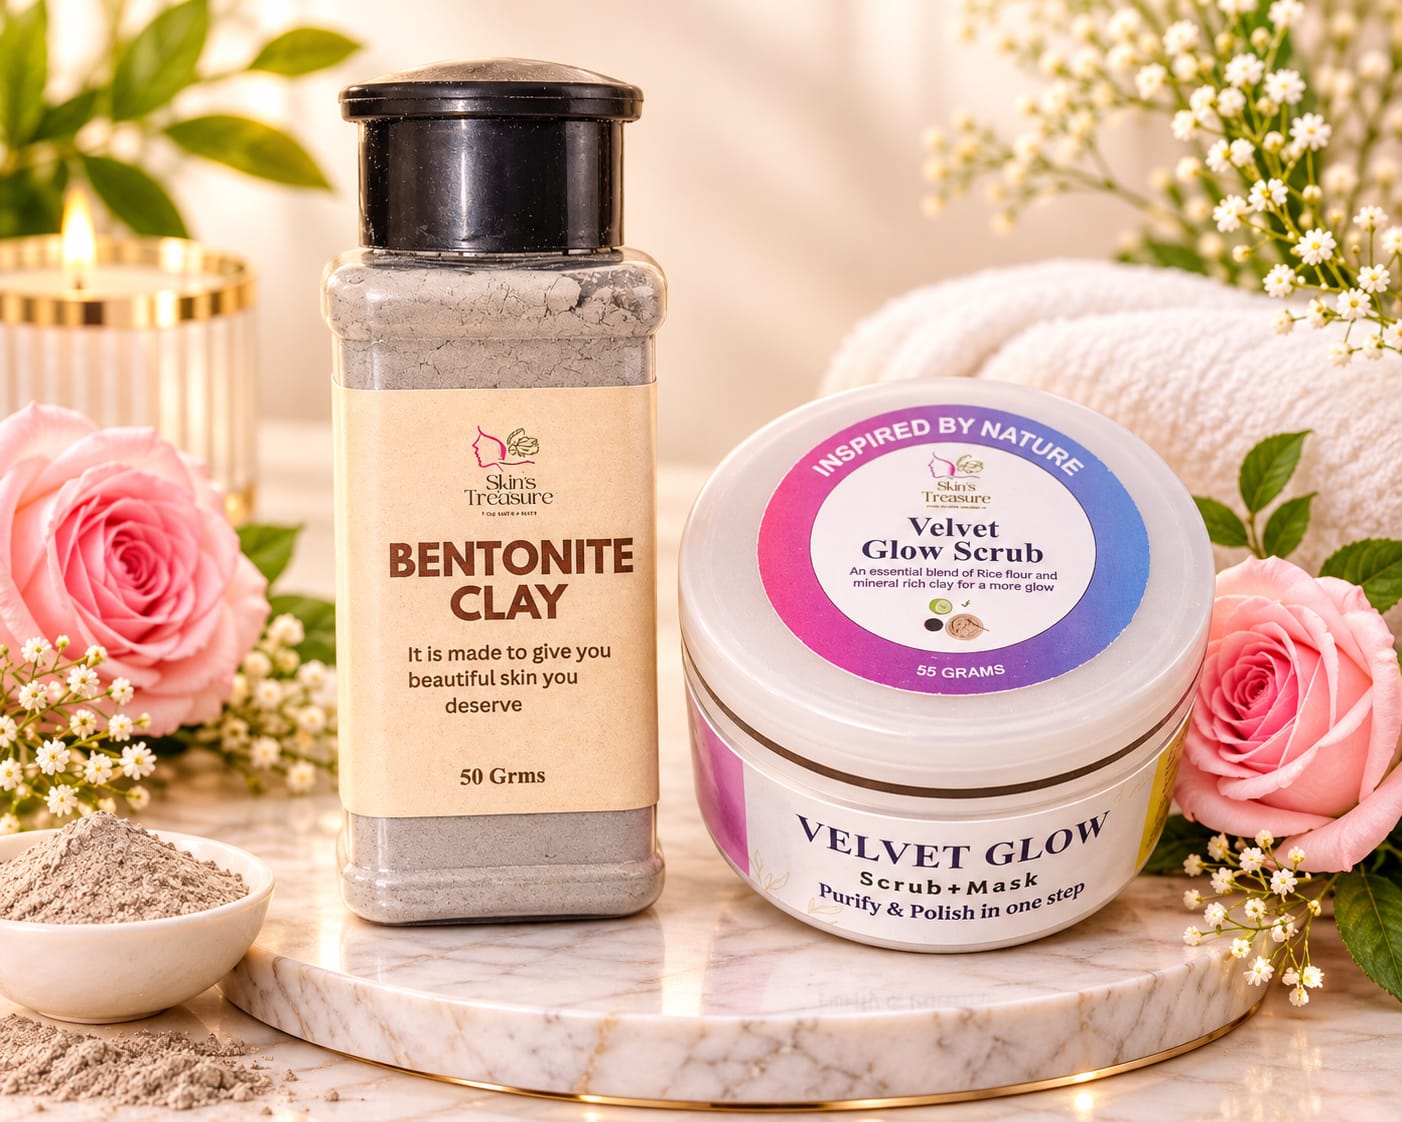 Skin's
Treasure
BENTONITE
CLAY
It is made to give you
beautiful skin you
deserve
50 Grms
INSPIRED BY NATURE
Skin's
Treasure
Velvet
Glow Scrub
An essential blend of Rice flour and
mineral rich clay for a more glow
55 GRAMS
VELVET GLOW
Scrub+Mask
Purify & Polish in one step